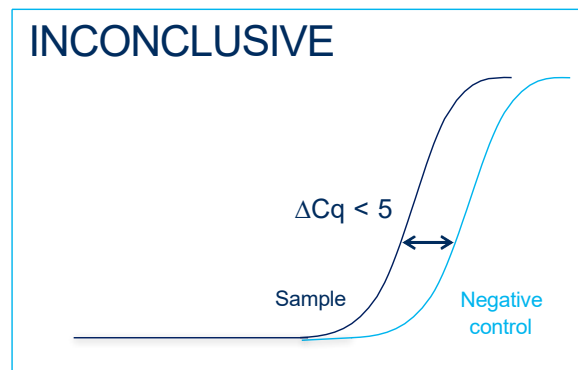 INCONCLUSIVE
ΔCq < 5
Sample
Negative
control